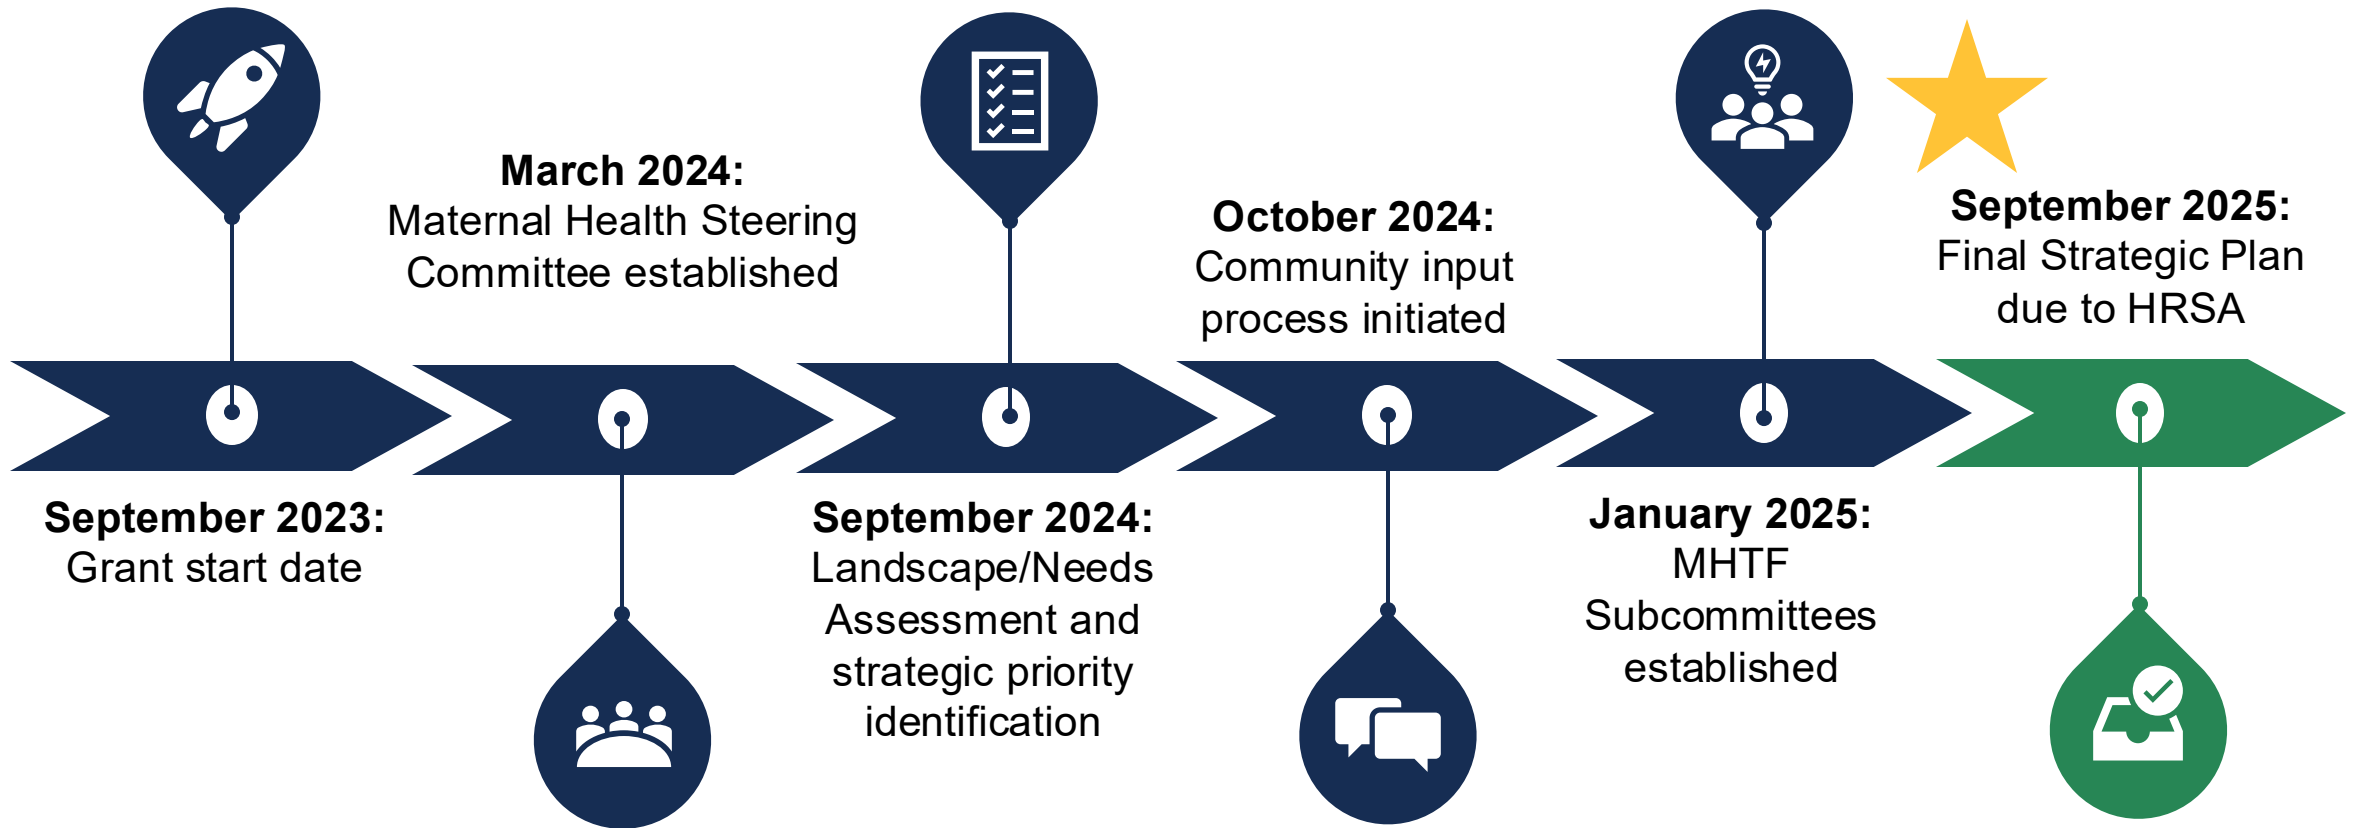 September 2023:
Grant start date
March 2024:
Maternal Health Steering
Committee established
September 2024:
Landscape/Needs
Assessment and
strategic priority
identification
October 2024:
Community input
process initiated
January 2025:
MHTF
Subcommittees
established
September 2025:
Final Strategic Plan
due to HRSA